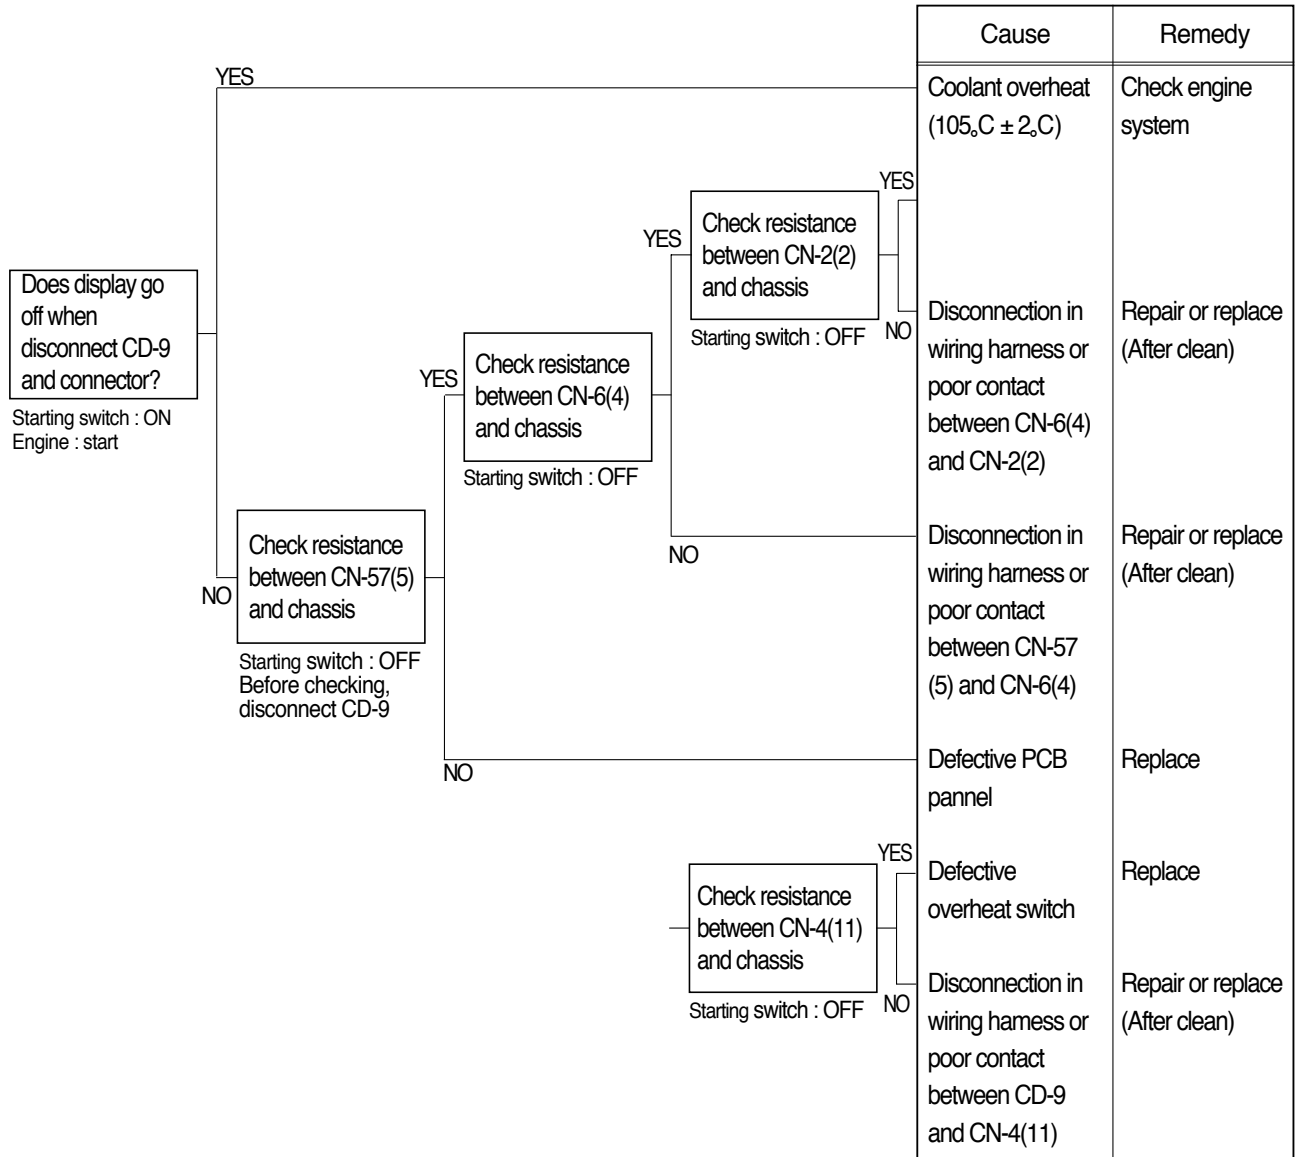 Cause
Remedy
YES
Coolant overheat
(105°C ± 2°C)
Check engine
system
YES
Check resistance
between CN-2(2)
and chassis
YES
Starting switch : OFF
NO
Does display go
off when
disconnect CD-9
and connector?
Starting switch : ON
Engine : start
Disconnection in
wiring harness or
poor contact
between CN-6(4)
and CN-2(2)
Repair or replace
(After clean)
YES
Check resistance
between CN-6(4)
and chassis
Starting switch : OFF
NO
Disconnection in
wiring harness or
poor contact
between CN-57
(5) and CN-6(4)
Repair or replace
(After clean)
NO
Check resistance
between CN-57(5)
and chassis
Starting switch : OFF
Before checking,
disconnect CD-9
NO
Defective PCB
pannel
Replace
YES
Check resistance
between CN-4(11)
and chassis
Starting switch : OFF
NO
Defective
overheat switch
Replace
Disconnection in
wiring harness or
poor contact
between CD-9
and CN-4(11)
Repair or replace
(After clean)